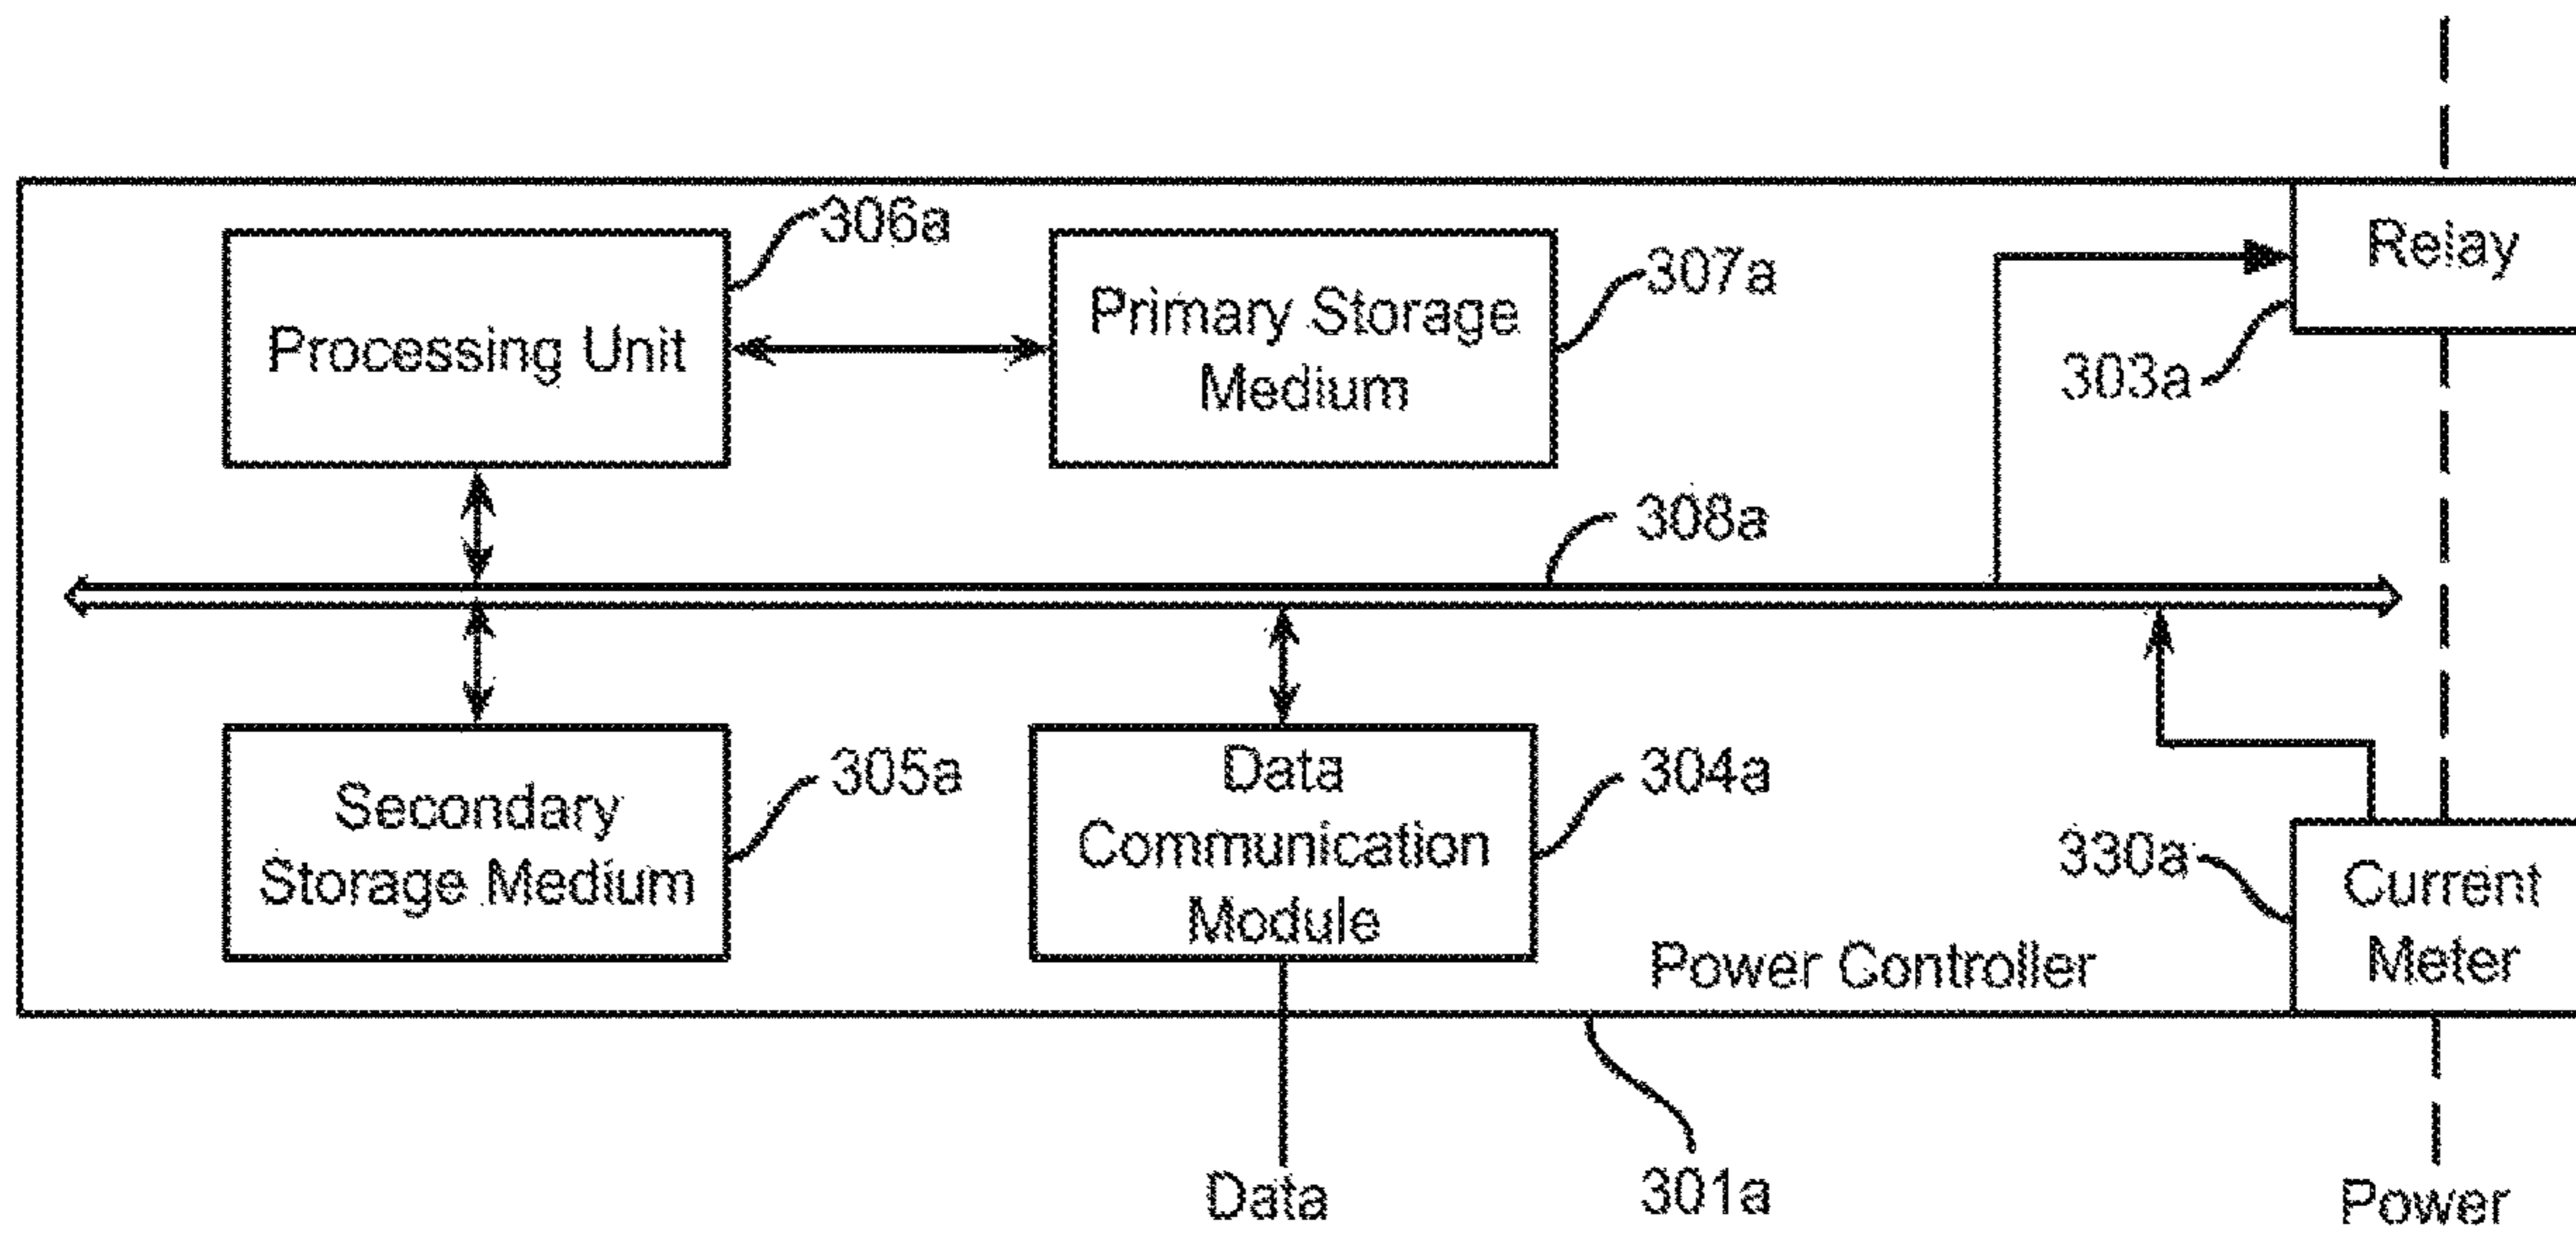 306a
Relay
307a
Processing Unit
Primary Storage
Medium
303a
308a
305a
304a
330a
Secondary
Storage Medium
Data
Communication
Module
Current
Meter
Power Controller
301a
Data
Power